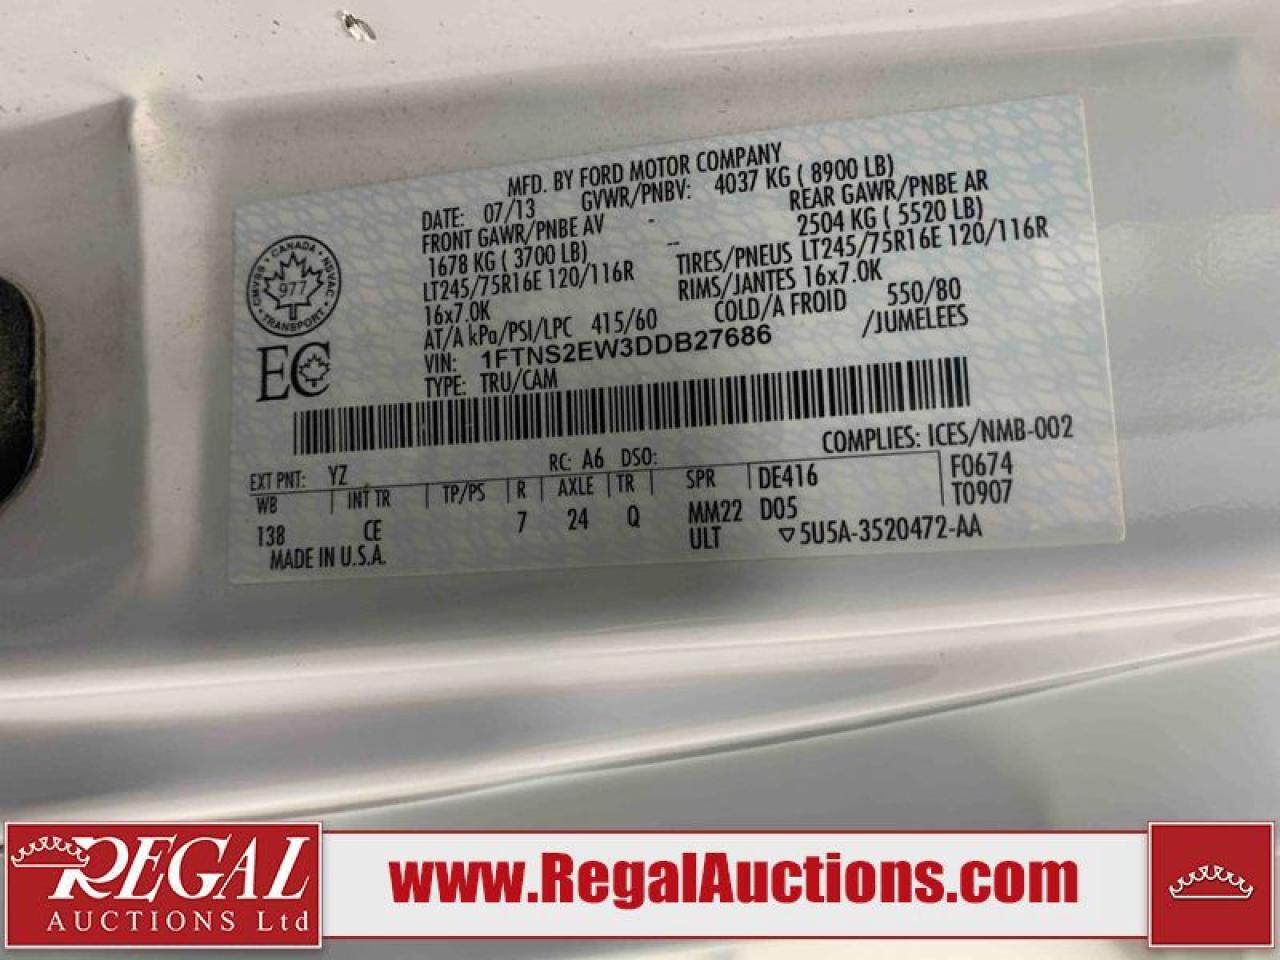 MFD. BY FORD MOTOR COMPANY
DATE: 07/13 GVWR/PNBV: 4037 KG ( 8900 LB)
FRONT GAWR/PNBE AV - REAR GAWR/PNBE AR
1678 KG ( 3700 LB) -- 2504 KG ( 5520 LB)
LT245/75R16E 120/116R TIRES/PNEUS LT245/75R16E 120/116R
16x7.0K RIMS/JANTES 16x7.0K
AT/A kPa/PSI/LPC 415/60 COLD/A FROID 550/80
VIN: 1FTNS2EW3DDB27686 /JUMELEES
TYPE: TRU/CAM
CANADA
CMVSS NSVAC
977
TRANSPORT
EC
COMPLIES: ICES/NMB-002
EXT PNT: YZ RC: A6 DSO:
WB INT TR TP/PS R AXLE TR SPR DE416 F0674
138 CE 7 24 Q MM22 D05 T0907
MADE IN U.S.A. ULT ▽5U5A-3520472-AA
REGAL
AUCTIONS Ltd
www.RegalAuctions.com